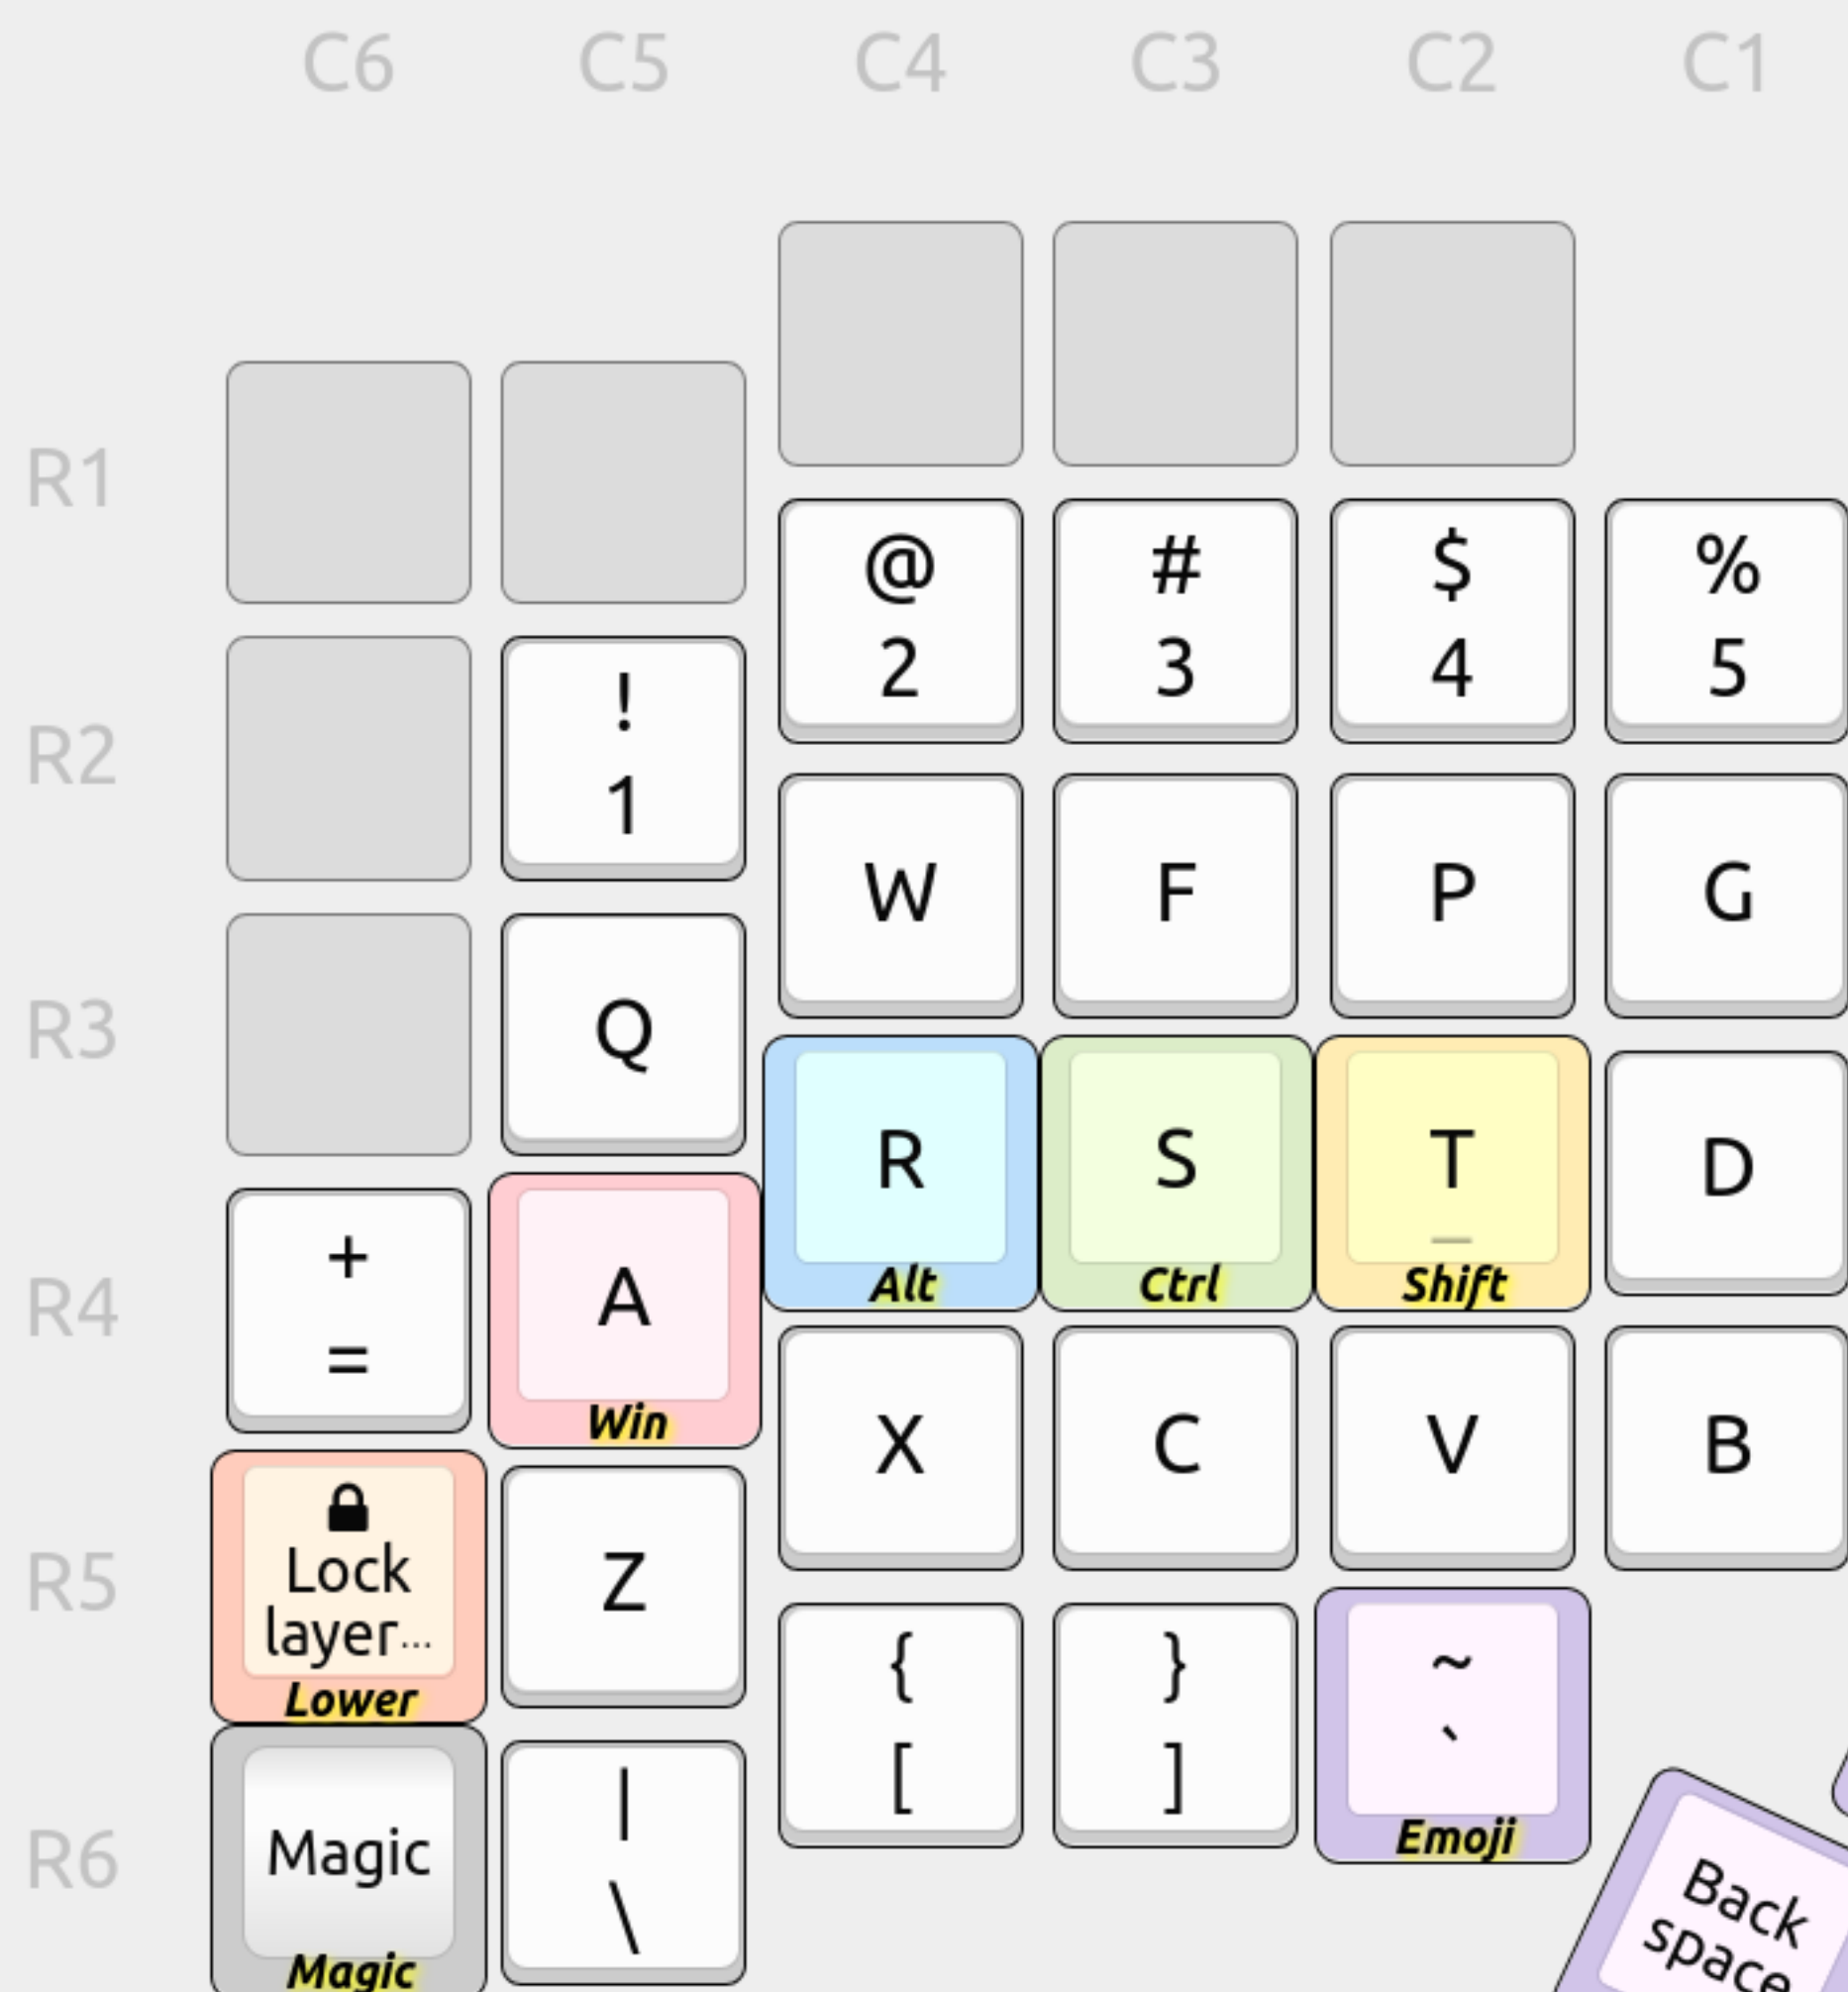 C6 C5 C4 C3 C2 C1
R1
@ # $ %
2 3 4 5
R2
!
1
W F P G
R3
Q
R S T D
_
Alt Ctrl Shift
R4
+
=
A
Win
X C V B
R5
Lock
layer...
Lower
Z
{ } ~
[ ] `
Emoji
R6
Magic
Magic
|
\
Back
space